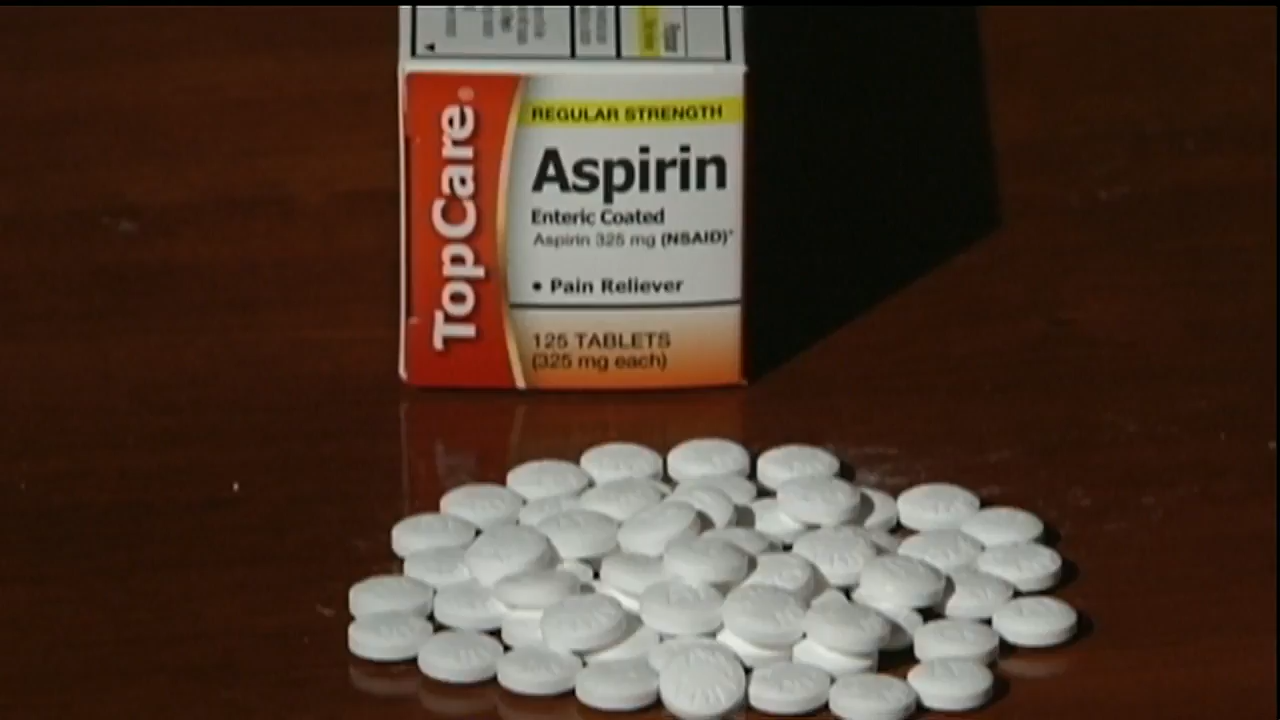 TopCare®
REGULAR STRENGTH
Aspirin
Enteric Coated
Aspirin 325 mg (NSAID)*
• Pain Reliever
125 TABLETS
(325 mg each)